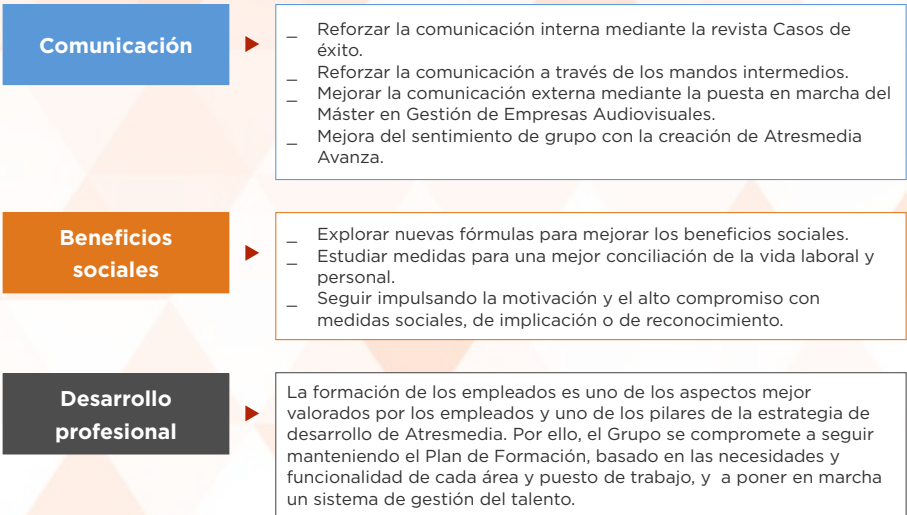 Comunicación
_ Reforzar la comunicación interna mediante la revista Casos de
éxito.
_ Reforzar la comunicación a través de los mandos intermedios.
_ Mejorar la comunicación externa mediante la puesta en marcha del
Máster en Gestión de Empresas Audiovisuales.
_ Mejora del sentimiento de grupo con la creación de Atresmedia
Avanza.
Beneficios
sociales
_ Explorar nuevas fórmulas para mejorar los beneficios sociales.
_ Estudiar medidas para una mejor conciliación de la vida laboral y
personal.
_ Seguir impulsando la motivación y el alto compromiso con
medidas sociales, de implicación o de reconocimiento.
Desarrollo
profesional
La formación de los empleados es uno de los aspectos mejor
valorados por los empleados y uno de los pilares de la estrategia de
desarrollo de Atresmedia. Por ello, el Grupo se compromete a seguir
manteniendo el Plan de Formación, basado en las necesidades y
funcionalidad de cada área y puesto de trabajo, y  a poner en marcha
un sistema de gestión del talento.